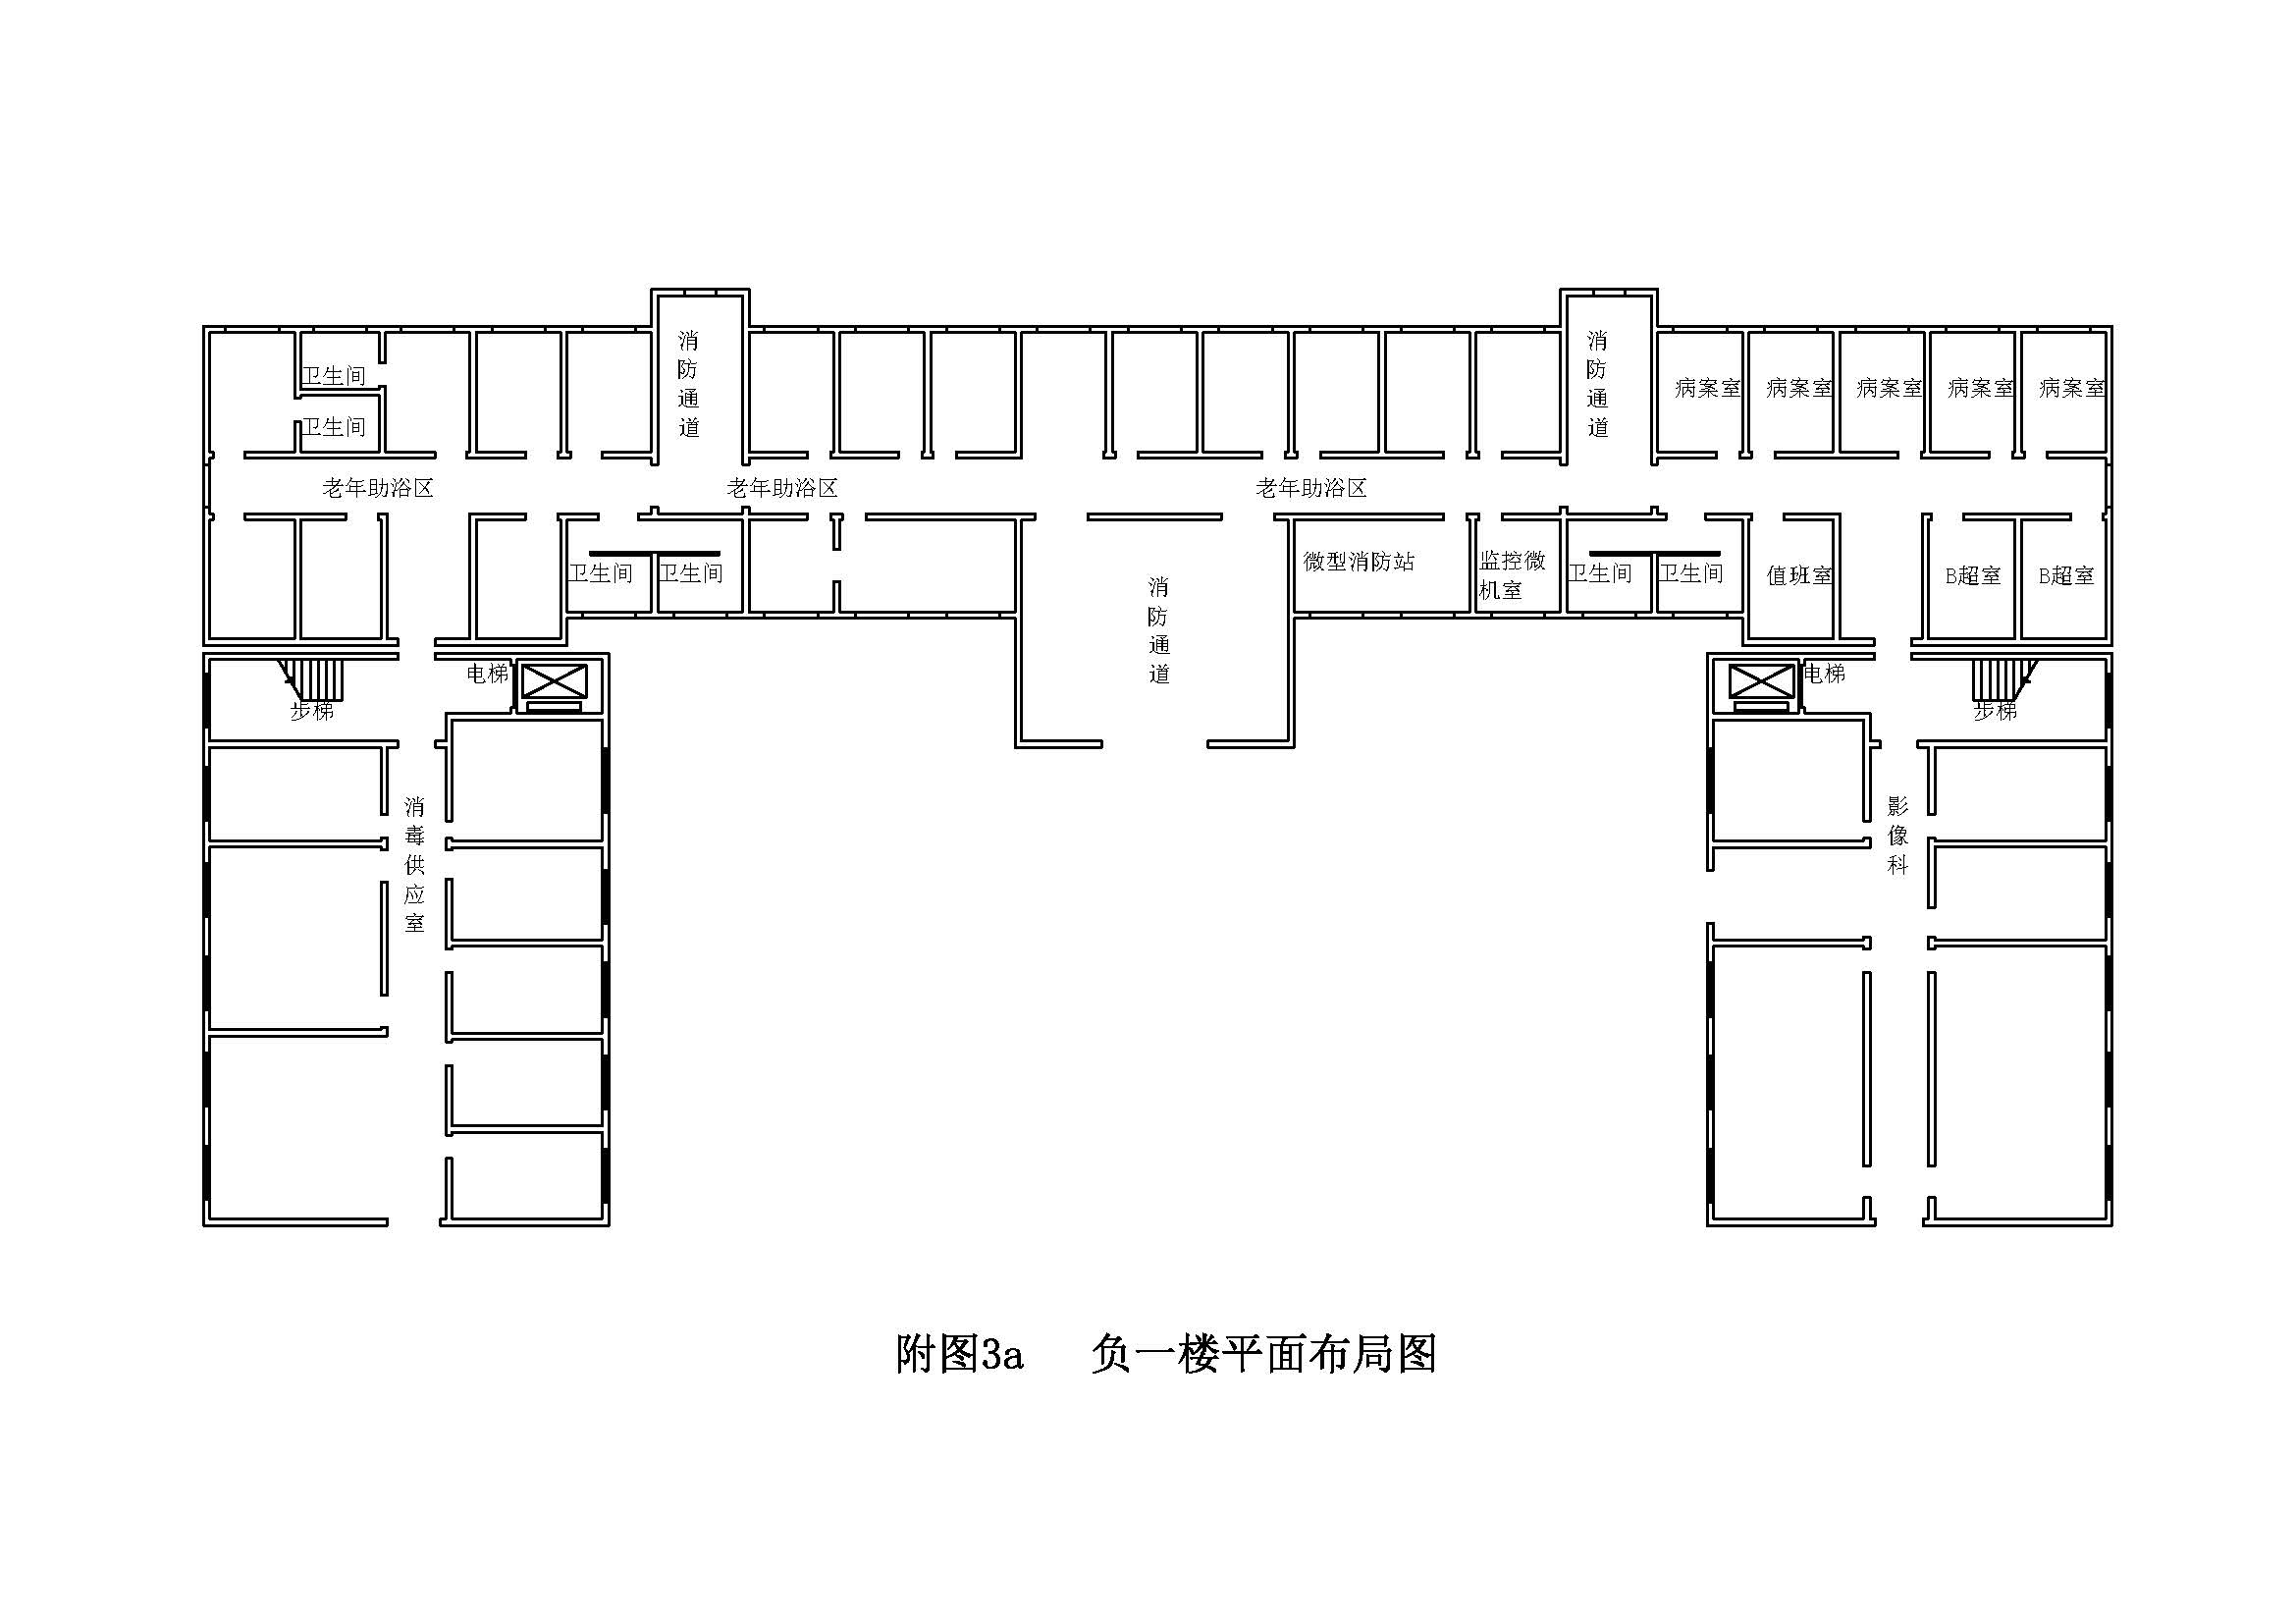 消防通道
消防通道
卫生间
卫生间
病案室
病案室
病案室
病案室
病案室
老年助浴区
老年助浴区
老年助浴区
卫生间
卫生间
消防通道
微型消防站
监控微
机室
卫生间
卫生间
值班室
B超室
B超室
电梯
步梯
电梯
步梯
消毒供应室
影像科
附图3a 负一楼平面布局图